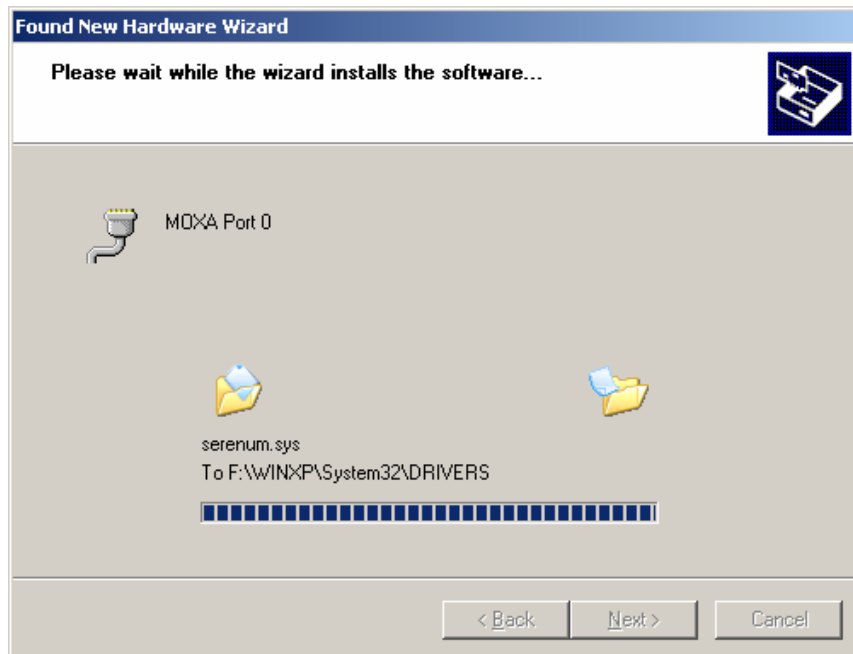 Found New Hardware Wizard
Please wait while the wizard installs the software...
MOXA Port 0
serenum.sys
To F:\WINXP\System32\DRIVERS
< Back
Next >
Cancel